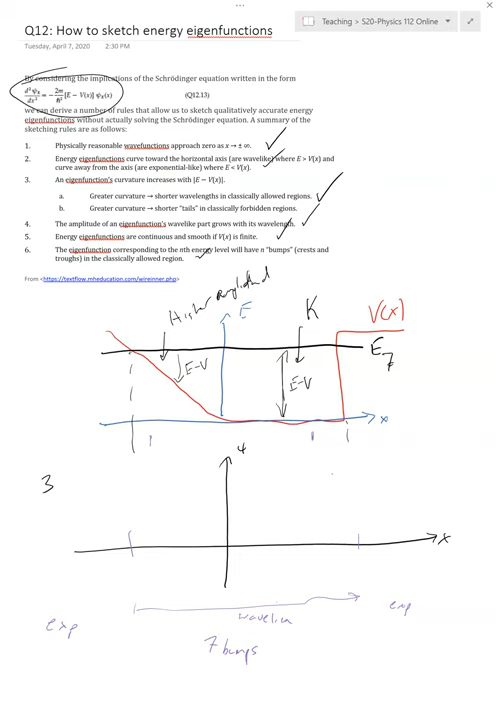 Teaching > S20-Physics 112 Online
Q12: How to sketch energy eigenfunctions
Tuesday, April 7, 2020 2:30 PM
By considering the implications of the Schrödinger equation written in the form
d²ψE/dx² = −2m/ħ² [E − V(x)] ψE(x) (Q12.13)
we can derive a number of rules that allow us to sketch qualitatively accurate energy
eigenfunctions without actually solving the Schrödinger equation. A summary of the
sketching rules are as follows:
1. Physically reasonable wavefunctions approach zero as x → ± ∞.
2. Energy eigenfunctions curve toward the horizontal axis (are wavelike) where E > V(x) and
curve away from the axis (are exponential-like) where E < V(x).
3. An eigenfunction's curvature increases with |E − V(x)|.
a. Greater curvature → shorter wavelengths in classically allowed regions.
b. Greater curvature → shorter "tails" in classically forbidden regions.
4. The amplitude of an eigenfunction's wavelike part grows with its wavelength.
5. Energy eigenfunctions are continuous and smooth if V(x) is finite.
6. The eigenfunction corresponding to the nth energy level will have n "bumps" (crests and
troughs) in the classically allowed region.
From <https://textflow.mheducation.com/wireinner.php>
Higher
E
K
V(x)
E7
E-V
E-V
x
ψ
3
x
exp
wavelike
exp
7 bumps